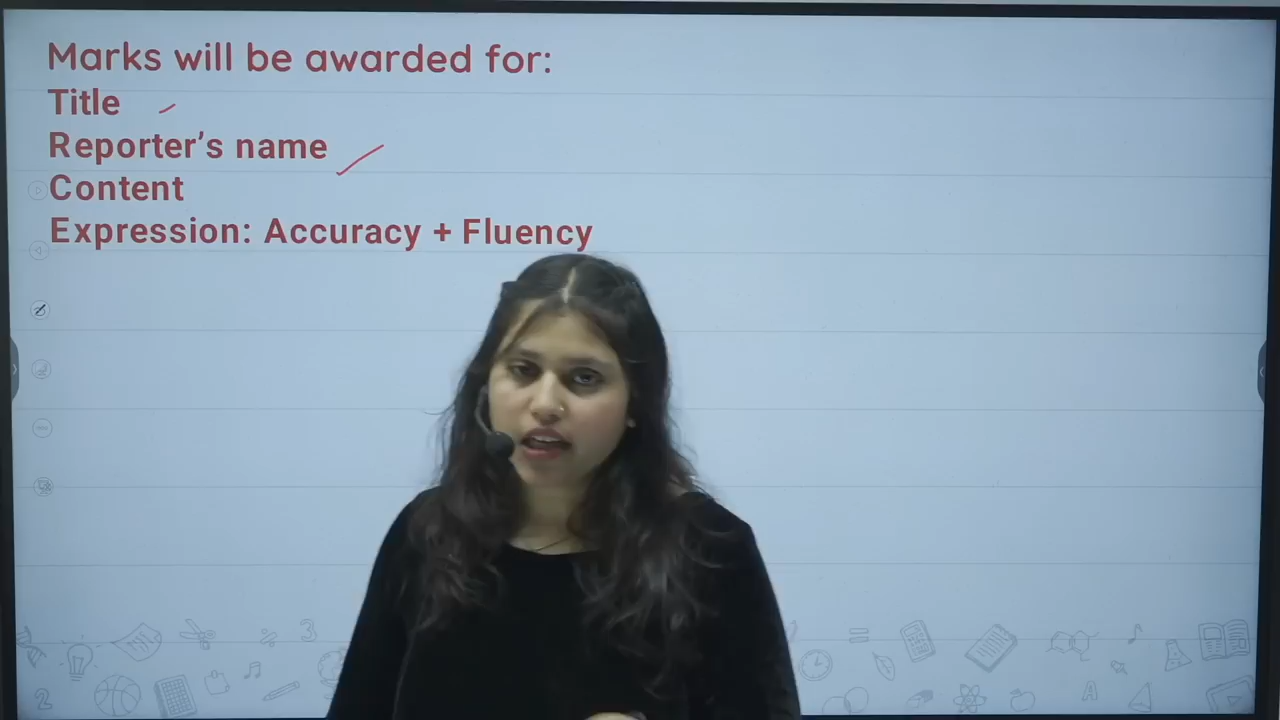 Marks will be awarded for:
Title
Reporter's name
Content
Expression: Accuracy + Fluency